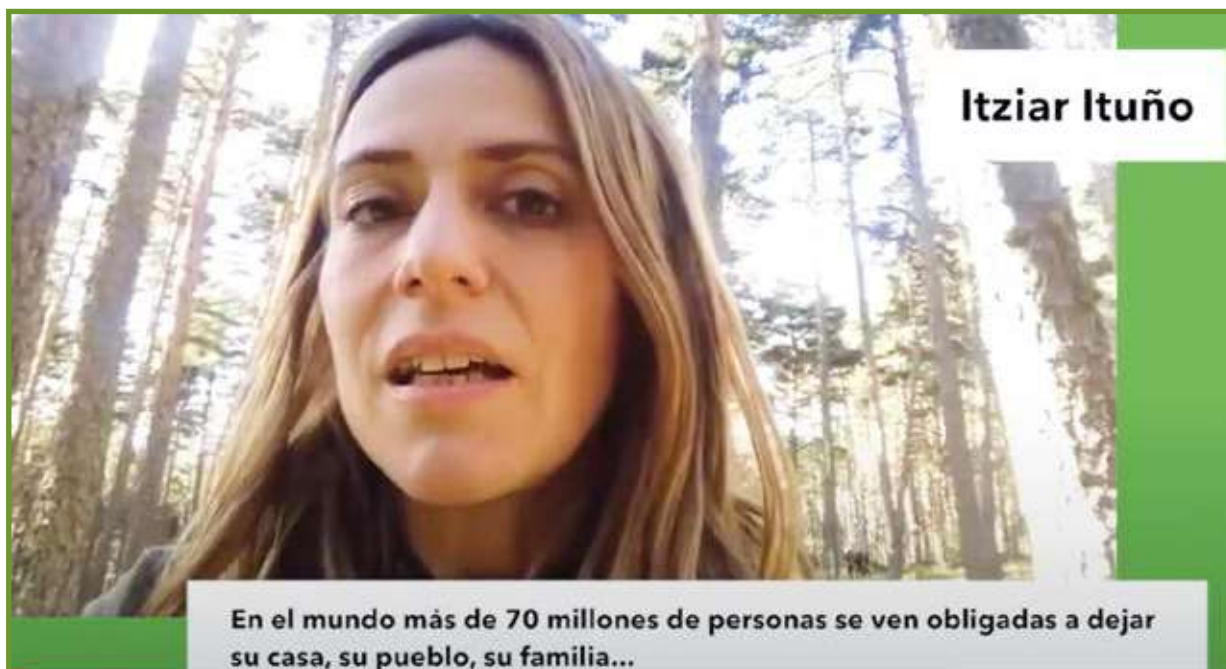 Itziar Ituño
En el mundo más de 70 millones de personas se ven obligadas a dejar
su casa, su pueblo, su familia...